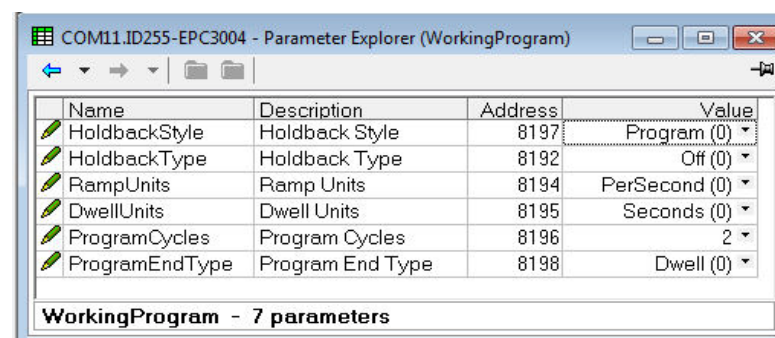 COM11.ID255-EPC3004 - Parameter Explorer (WorkingProgram)
Name Description Address Value
HoldbackStyle Holdback Style 8197 Program (0)
HoldbackType Holdback Type 8192 Off (0)
RampUnits Ramp Units 8194 PerSecond (0)
DwellUnits Dwell Units 8195 Seconds (0)
ProgramCycles Program Cycles 8196 2
ProgramEndType Program End Type 8198 Dwell (0)
WorkingProgram - 7 parameters